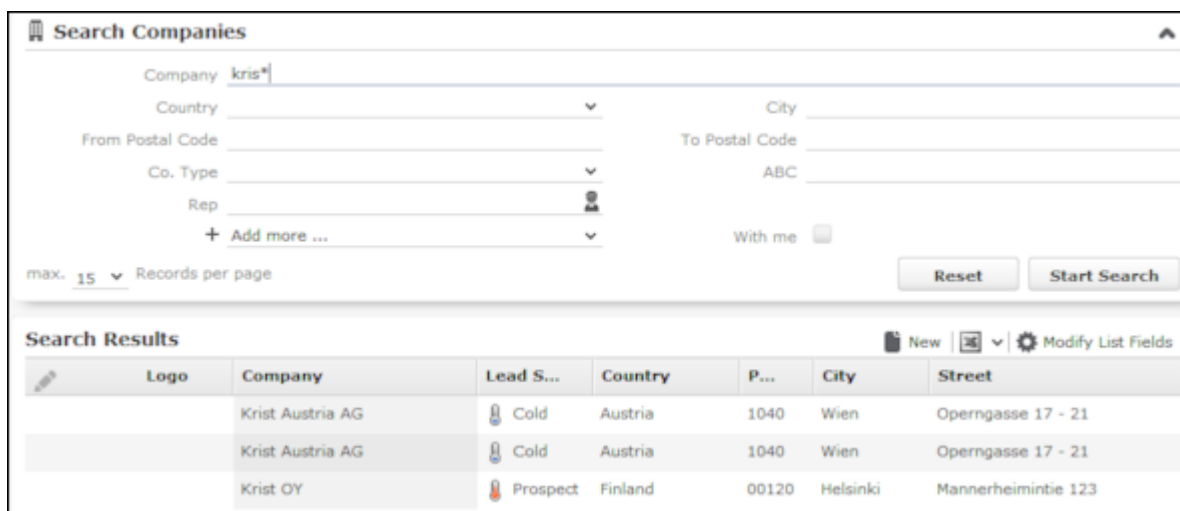 Search Companies
Company kris*
Country City
From Postal Code To Postal Code
Co. Type ABC
Rep
+ Add more ... With me
max. 15 Records per page Reset Start Search
Search Results New Modify List Fields
Logo Company Lead S... Country P... City Street
Krist Austria AG Cold Austria 1040 Wien Operngasse 17 - 21
Krist Austria AG Cold Austria 1040 Wien Operngasse 17 - 21
Krist OY Prospect Finland 00120 Helsinki Mannerheimintie 123